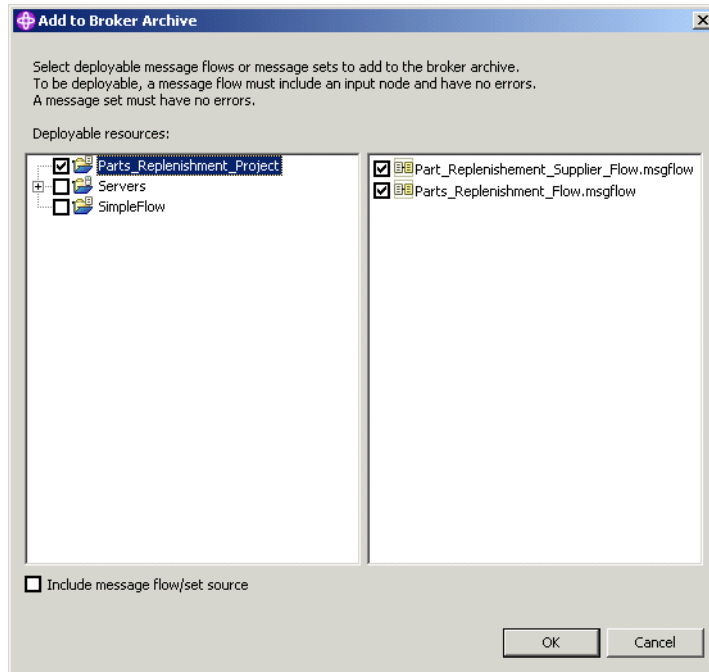 Add to Broker Archive
Select deployable message flows or message sets to add to the broker archive.
To be deployable, a message flow must include an input node and have no errors.
A message set must have no errors.
Deployable resources:
Parts_Replenishment_Project
Servers
SimpleFlow
Part_Replenishement_Supplier_Flow.msgflow
Parts_Replenishment_Flow.msgflow
Include message flow/set source
OK
Cancel